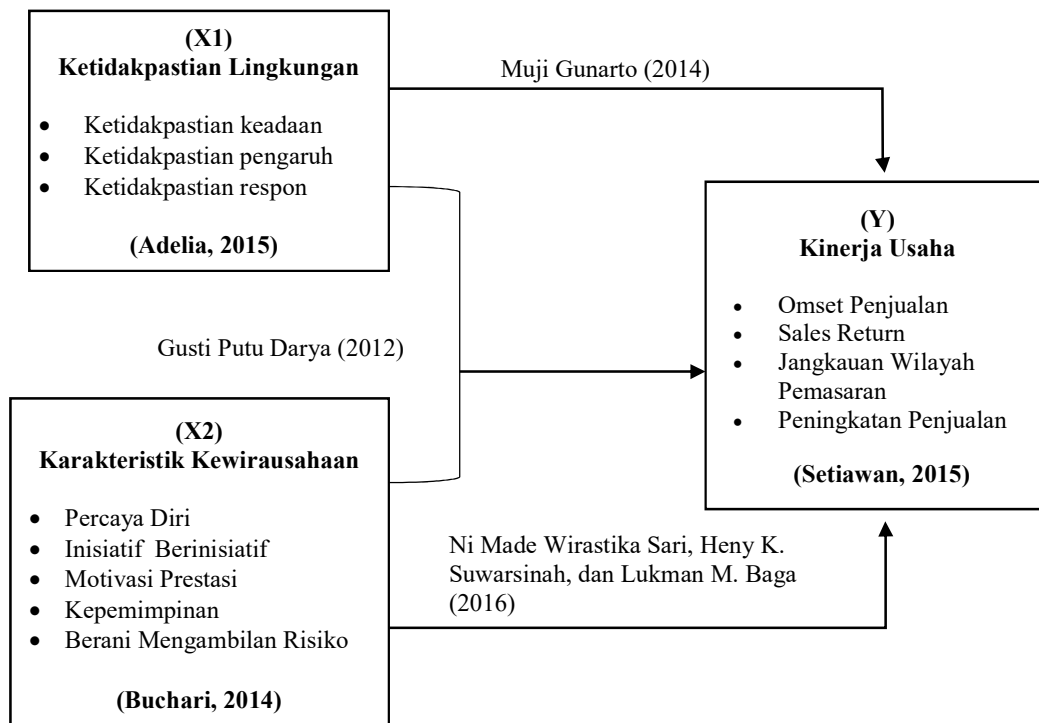 (X1)
Ketidakpastian Lingkungan
• Ketidakpastian keadaan
• Ketidakpastian pengaruh
• Ketidakpastian respon
(Adelia, 2015)
Muji Gunarto (2014)
Gusti Putu Darya (2012)
(Y)
Kinerja Usaha
• Omset Penjualan
• Sales Return
• Jangkauan Wilayah
Pemasaran
• Peningkatan Penjualan
(Setiawan, 2015)
(X2)
Karakteristik Kewirausahaan
• Percaya Diri
• Inisiatif Berinisiatif
• Motivasi Prestasi
• Kepemimpinan
• Berani Mengambilan Risiko
(Buchari, 2014)
Ni Made Wirastika Sari, Heny K.
Suwarsinah, dan Lukman M. Baga
(2016)